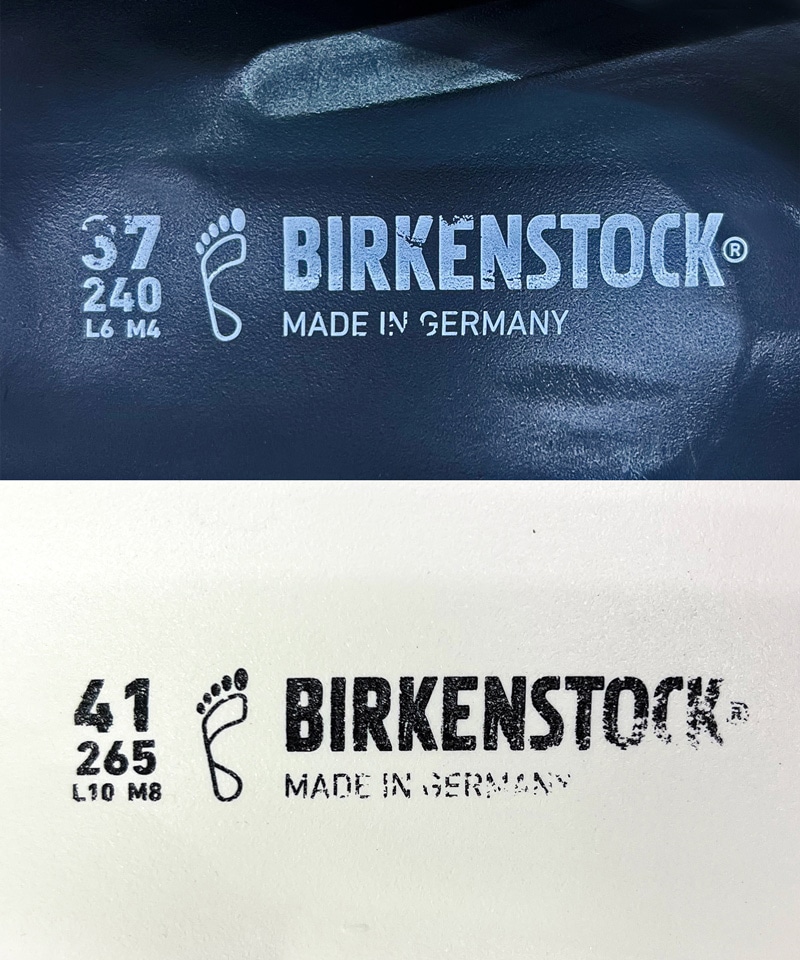 37
240
L6 M4
BIRKENSTOCK®
MADE IN GERMANY
41
265
L10 M8
BIRKENSTOCK®
MADE IN GERMANY